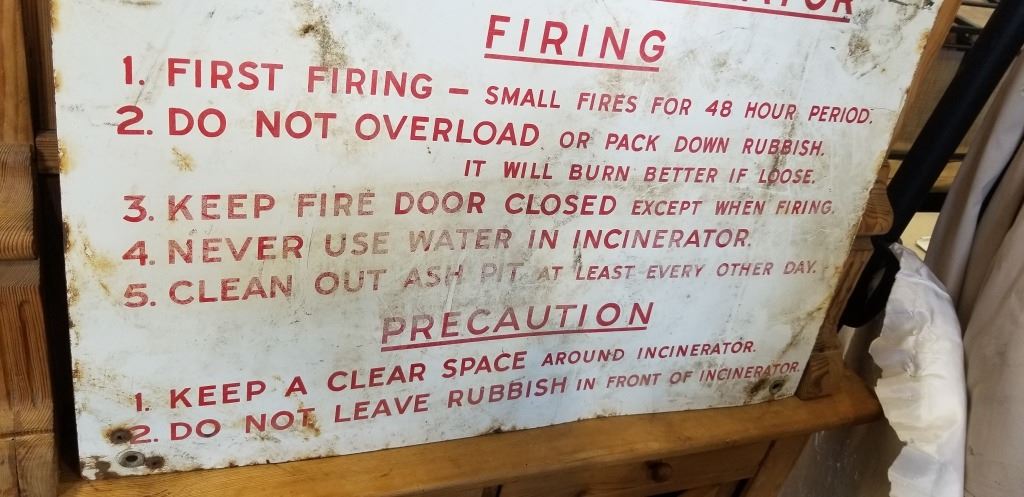 FIRING
1. FIRST FIRING – SMALL FIRES FOR 48 HOUR PERIOD.
2. DO NOT OVERLOAD OR PACK DOWN RUBBISH.
IT WILL BURN BETTER IF LOOSE.
3. KEEP FIRE DOOR CLOSED EXCEPT WHEN FIRING.
4. NEVER USE WATER IN INCINERATOR.
5. CLEAN OUT ASH PIT AT LEAST EVERY OTHER DAY.
PRECAUTION
1. KEEP A CLEAR SPACE AROUND INCINERATOR.
2. DO NOT LEAVE RUBBISH IN FRONT OF INCINERATOR.